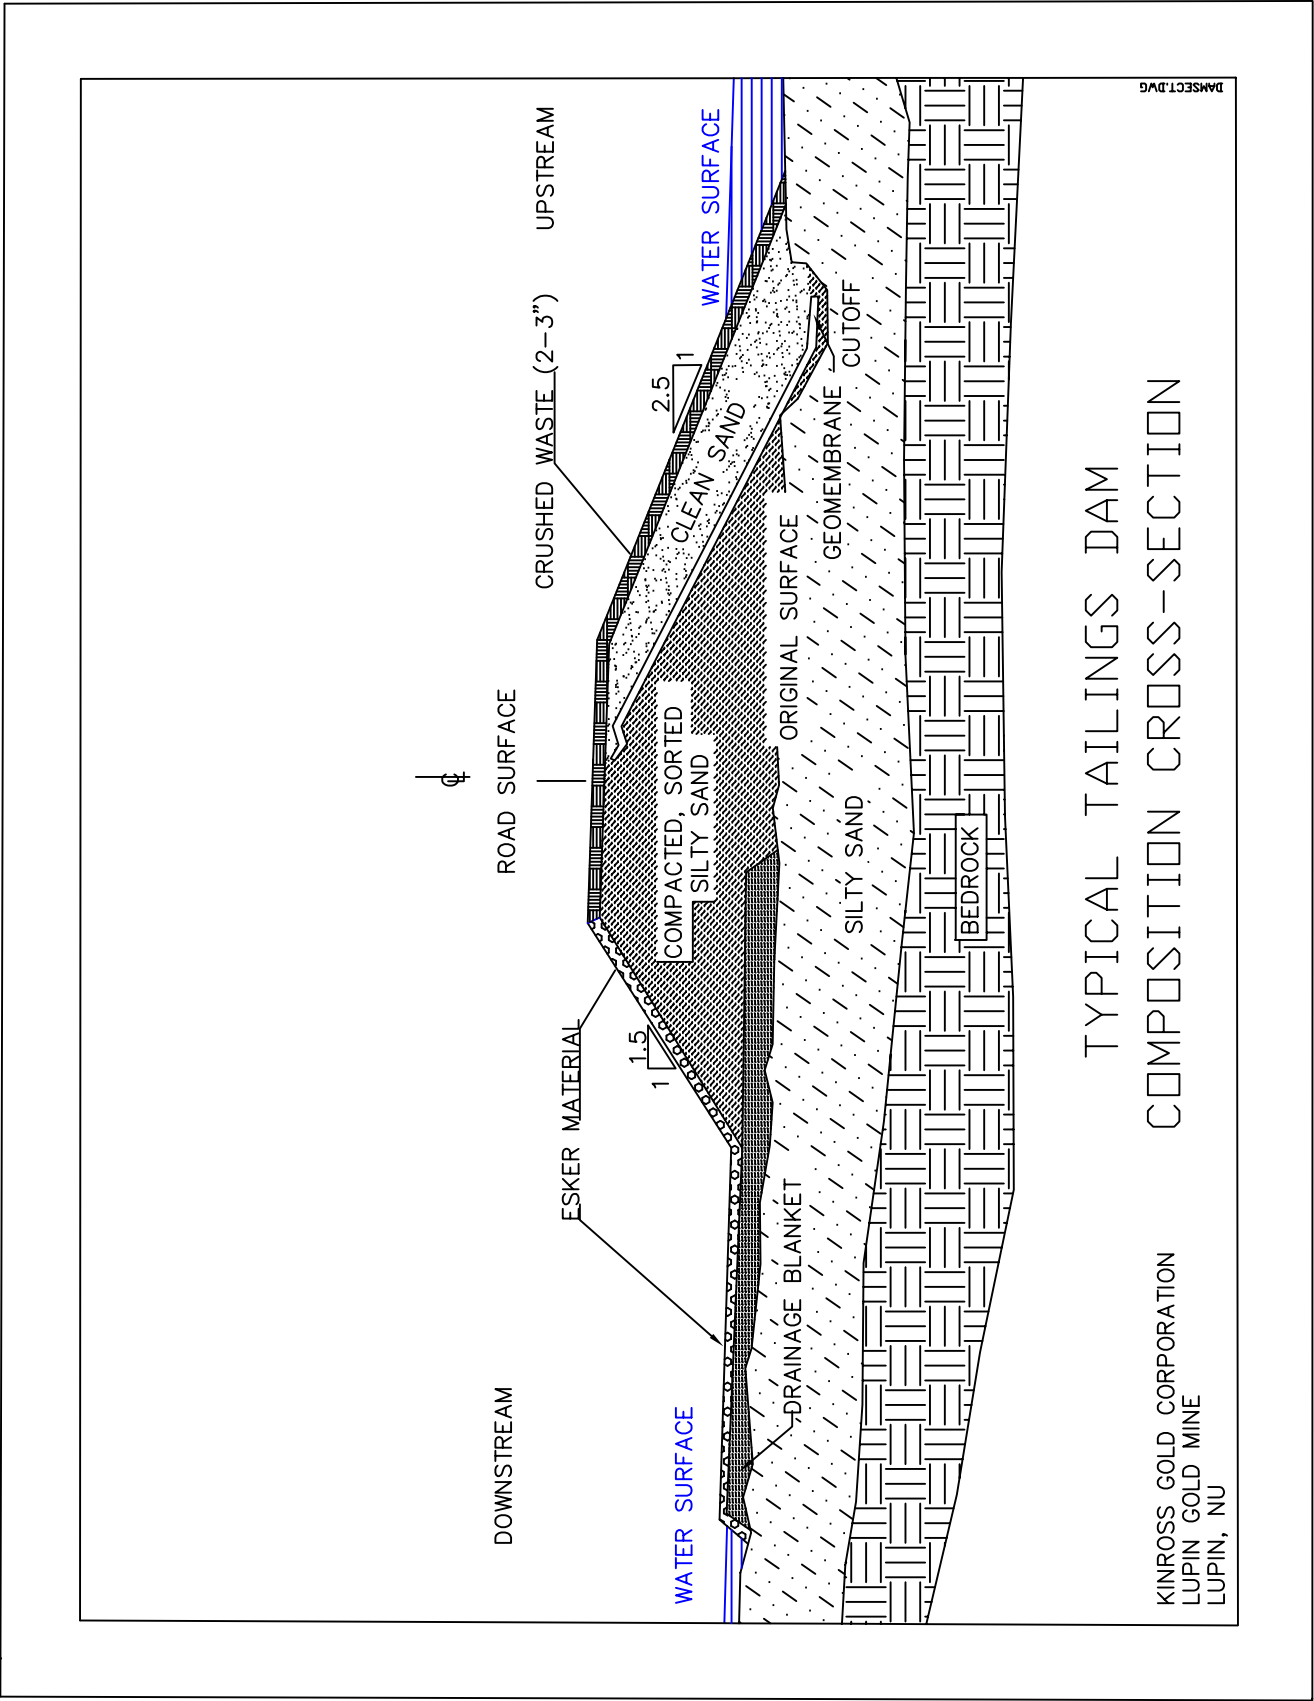 DOWNSTREAM
UPSTREAM
℄
ROAD SURFACE
CRUSHED WASTE (2-3")
ESKER MATERIAL
WATER SURFACE
WATER SURFACE
1.5
1
2.5
1
CLEAN SAND
COMPACTED, SORTED
SILTY SAND
ORIGINAL SURFACE
GEOMEMBRANE
CUTOFF
DRAINAGE BLANKET
SILTY SAND
BEDROCK
TYPICAL TAILINGS DAM
COMPOSITION CROSS-SECTION
KINROSS GOLD CORPORATION
LUPIN GOLD MINE
LUPIN, NU
DAMSECT.DWG